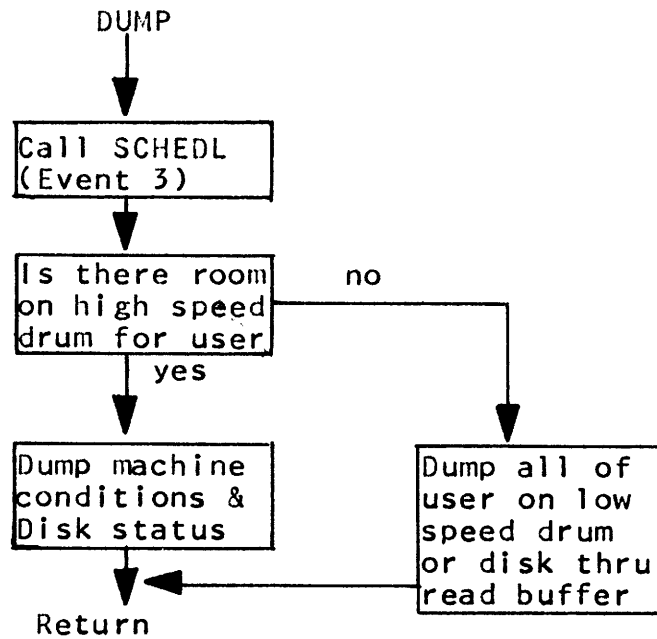 DUMP
Call SCHEDL
(Event 3)
Is there room
on high speed
drum for user
no
yes
Dump machine
conditions &
Disk status
Dump all of
user on low
speed drum
or disk thru
read buffer
Return